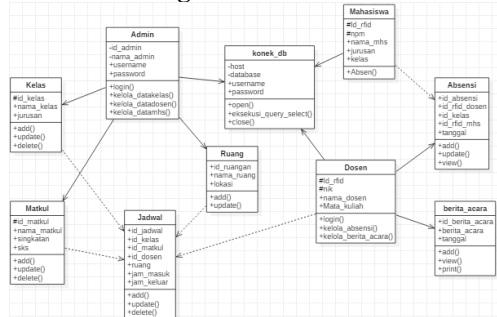 Admin
-id_admin
-nama_admin
+username
+password
+login()
+kelola_datakelas()
+kelola_datadosen()
+kelola_datamhs()
konek_db
-host
-database
+username
+password
+open()
+eksekusi_query_select()
+close()
Mahasiswa
#Id_rfid
#npm
+nama_mhs
+jurusan
+kelas
+Absen()
Kelas
#id_kelas
+nama_kelas
+jurusan
+add()
+update()
+delete()
Absensi
+id_absensi
+id_rfid_dosen
+id_kelas
+id_rfid_mhs
+tanggal
+add()
+update()
+view()
Ruang
+id_ruangan
+nama_ruang
+lokasi
+add()
+update()
Dosen
#Id_rfid
#nik
+nama_dosen
+Mata_kuliah
+login()
+kelola_absensi()
+kelola_berita_acara()
Matkul
#id_matkul
+nama_matkul
+singkatan
+sks
+add()
+update()
+delete()
Jadwal
+id_jadwal
+id_kelas
+id_matkul
+id_dosen
+ruang
+jam_masuk
+jam_keluar
+add()
+update()
+delete()
berita_acara
+id_berita_acara
+berita_acara
+tanggal
+add()
+view()
+print()